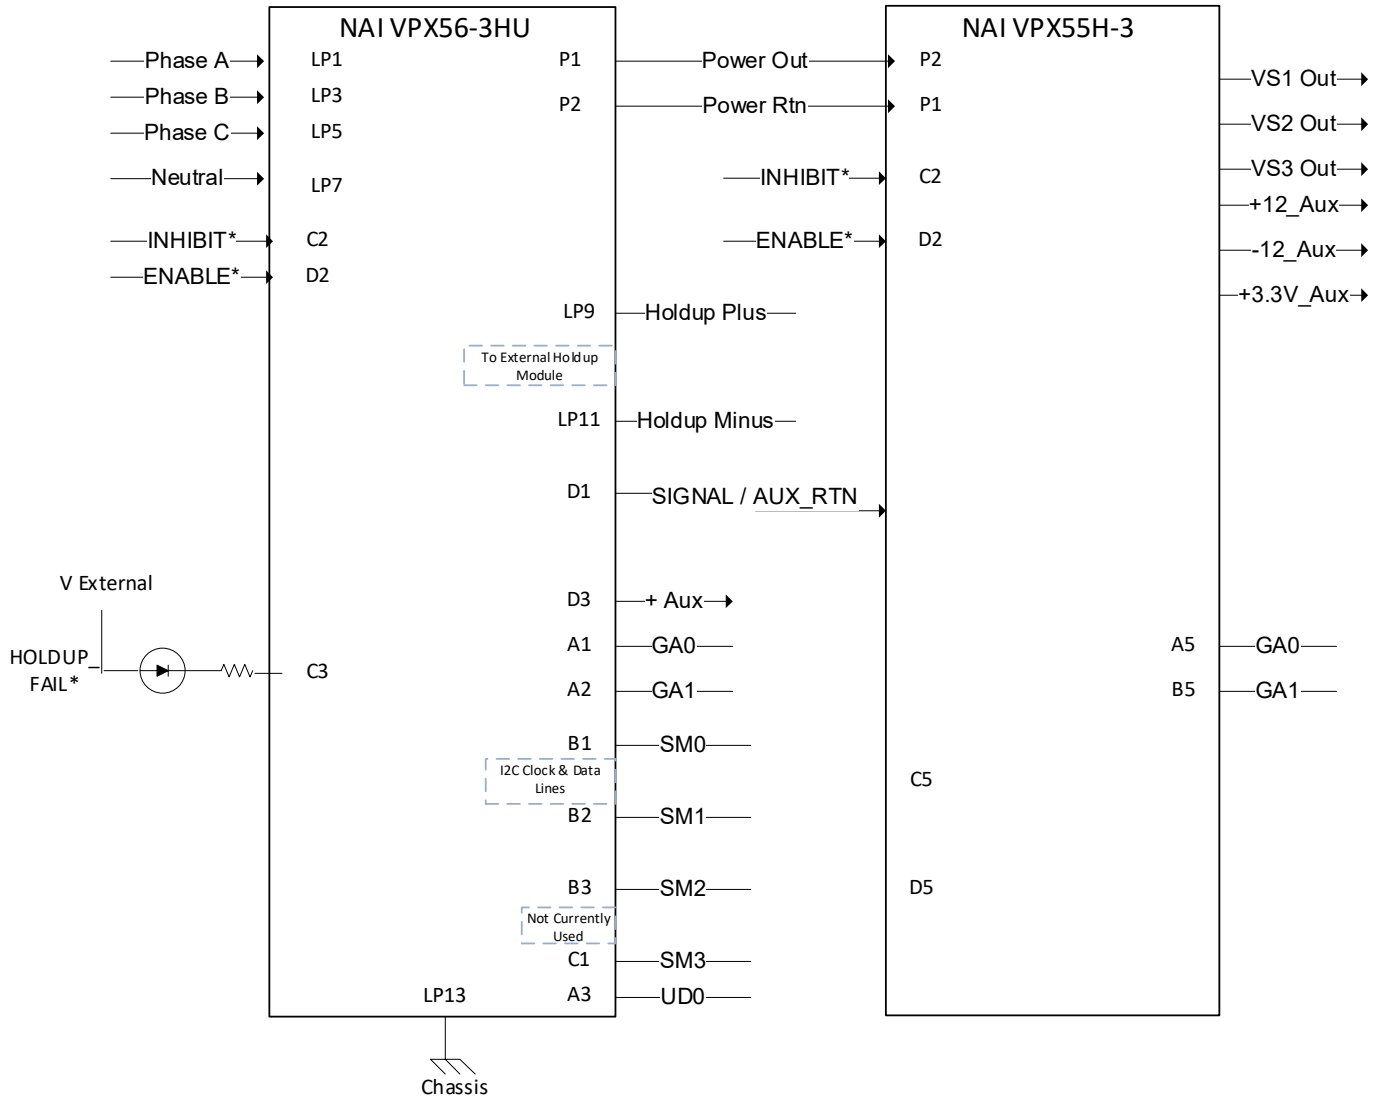 NAI VPX56-3HU
NAI VPX55H-3
Phase A LP1 P1 Power Out P2
VS1 Out
Phase B LP3 P2 Power Rtn P1
VS2 Out
Phase C LP5
VS3 Out
Neutral LP7 INHIBIT* C2
+12_Aux
INHIBIT* C2 ENABLE* D2 -12_Aux
ENABLE* D2
+3.3V_Aux
LP9 Holdup Plus
To External Holdup
Module
LP11 Holdup Minus
D1 SIGNAL / AUX_RTN
V External
D3 + Aux
A1 GA0 A5 GA0
HOLDUP_
FAIL*
C3
A2 GA1 B5 GA1
B1 SM0
I2C Clock & Data
Lines
C5
B2 SM1
B3 SM2 D5
Not Currently
Used
C1 SM3
LP13 A3 UD0
Chassis